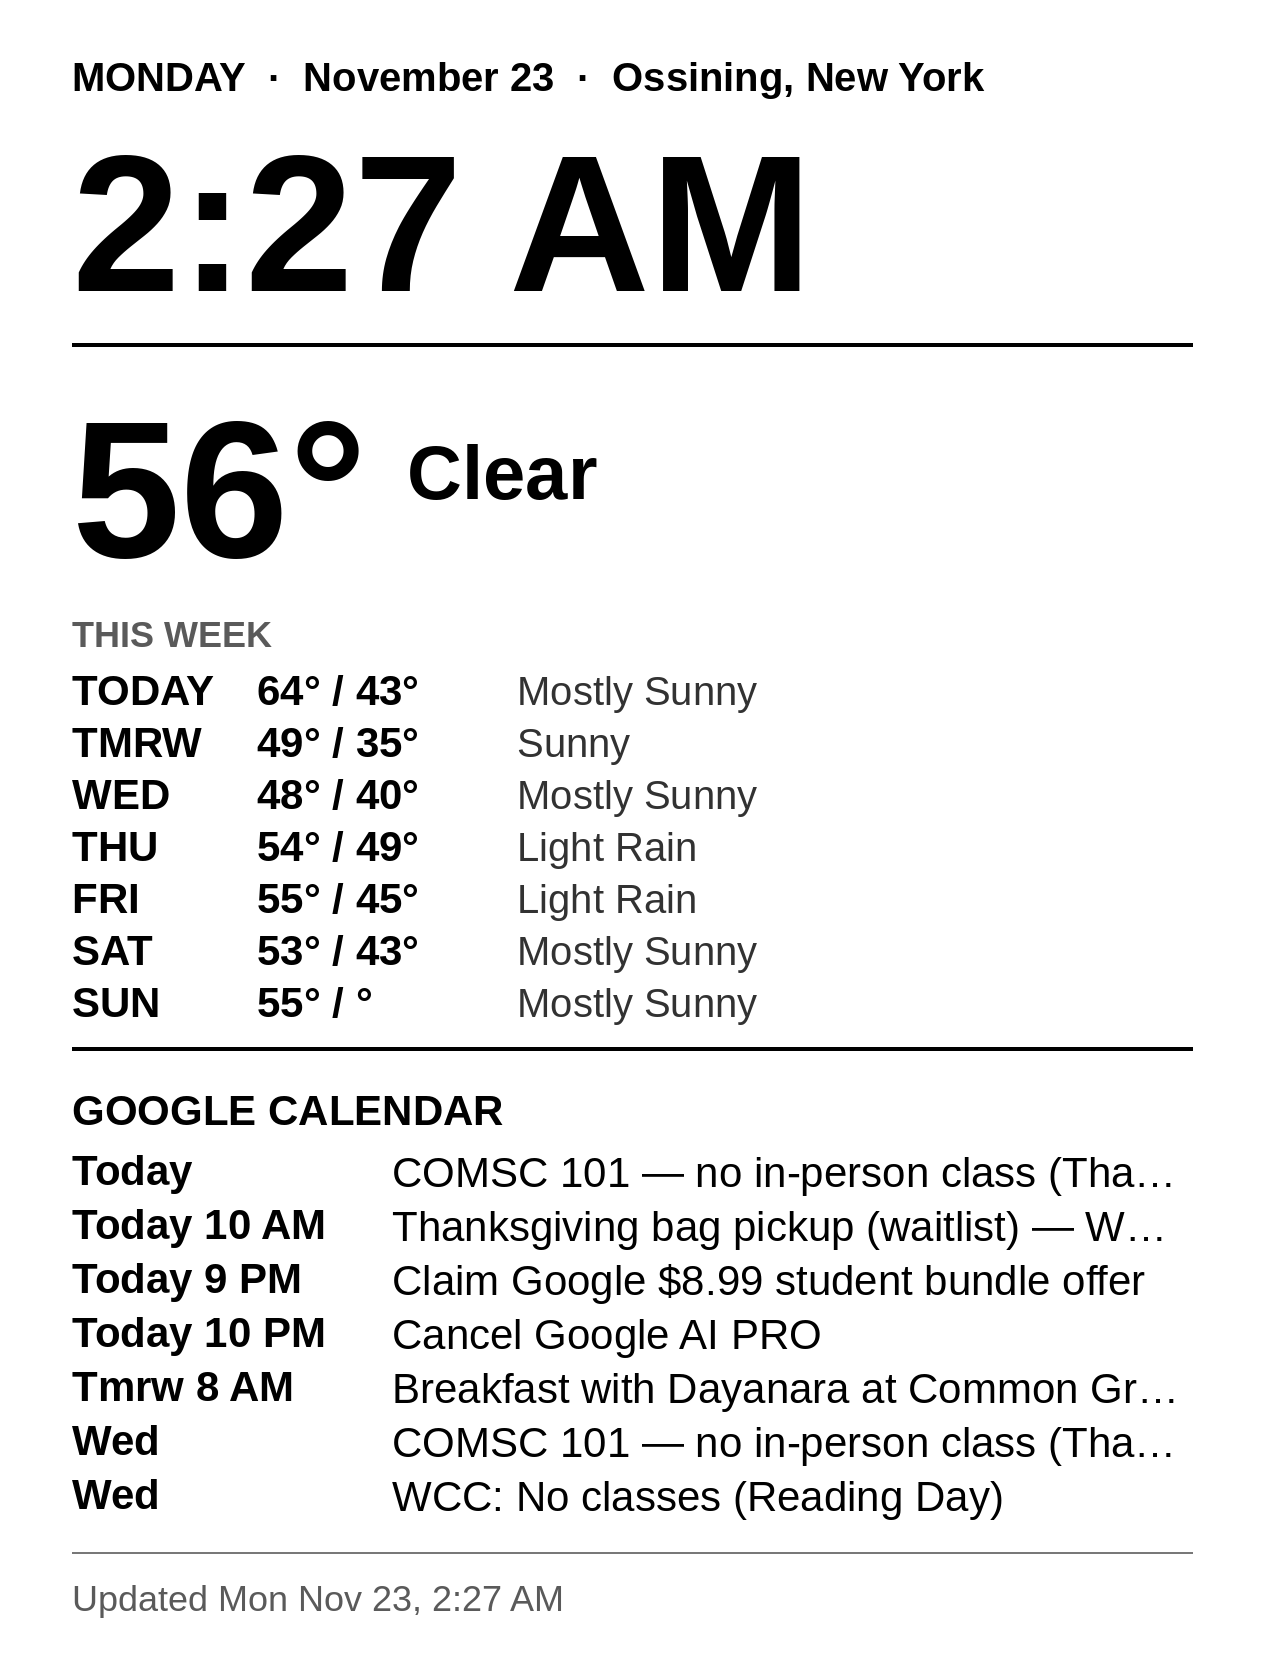 MONDAY · November 23 · Ossining, New York
2:27 AM
56° Clear
THIS WEEK
TODAY 64° / 43° Mostly Sunny
TMRW 49° / 35° Sunny
WED 48° / 40° Mostly Sunny
THU 54° / 49° Light Rain
FRI 55° / 45° Light Rain
SAT 53° / 43° Mostly Sunny
SUN 55° / ° Mostly Sunny
GOOGLE CALENDAR
Today COMSC 101 — no in-person class (Tha…
Today 10 AM Thanksgiving bag pickup (waitlist) — W…
Today 9 PM Claim Google $8.99 student bundle offer
Today 10 PM Cancel Google AI PRO
Tmrw 8 AM Breakfast with Dayanara at Common Gr…
Wed COMSC 101 — no in-person class (Tha…
Wed WCC: No classes (Reading Day)
Updated Mon Nov 23, 2:27 AM